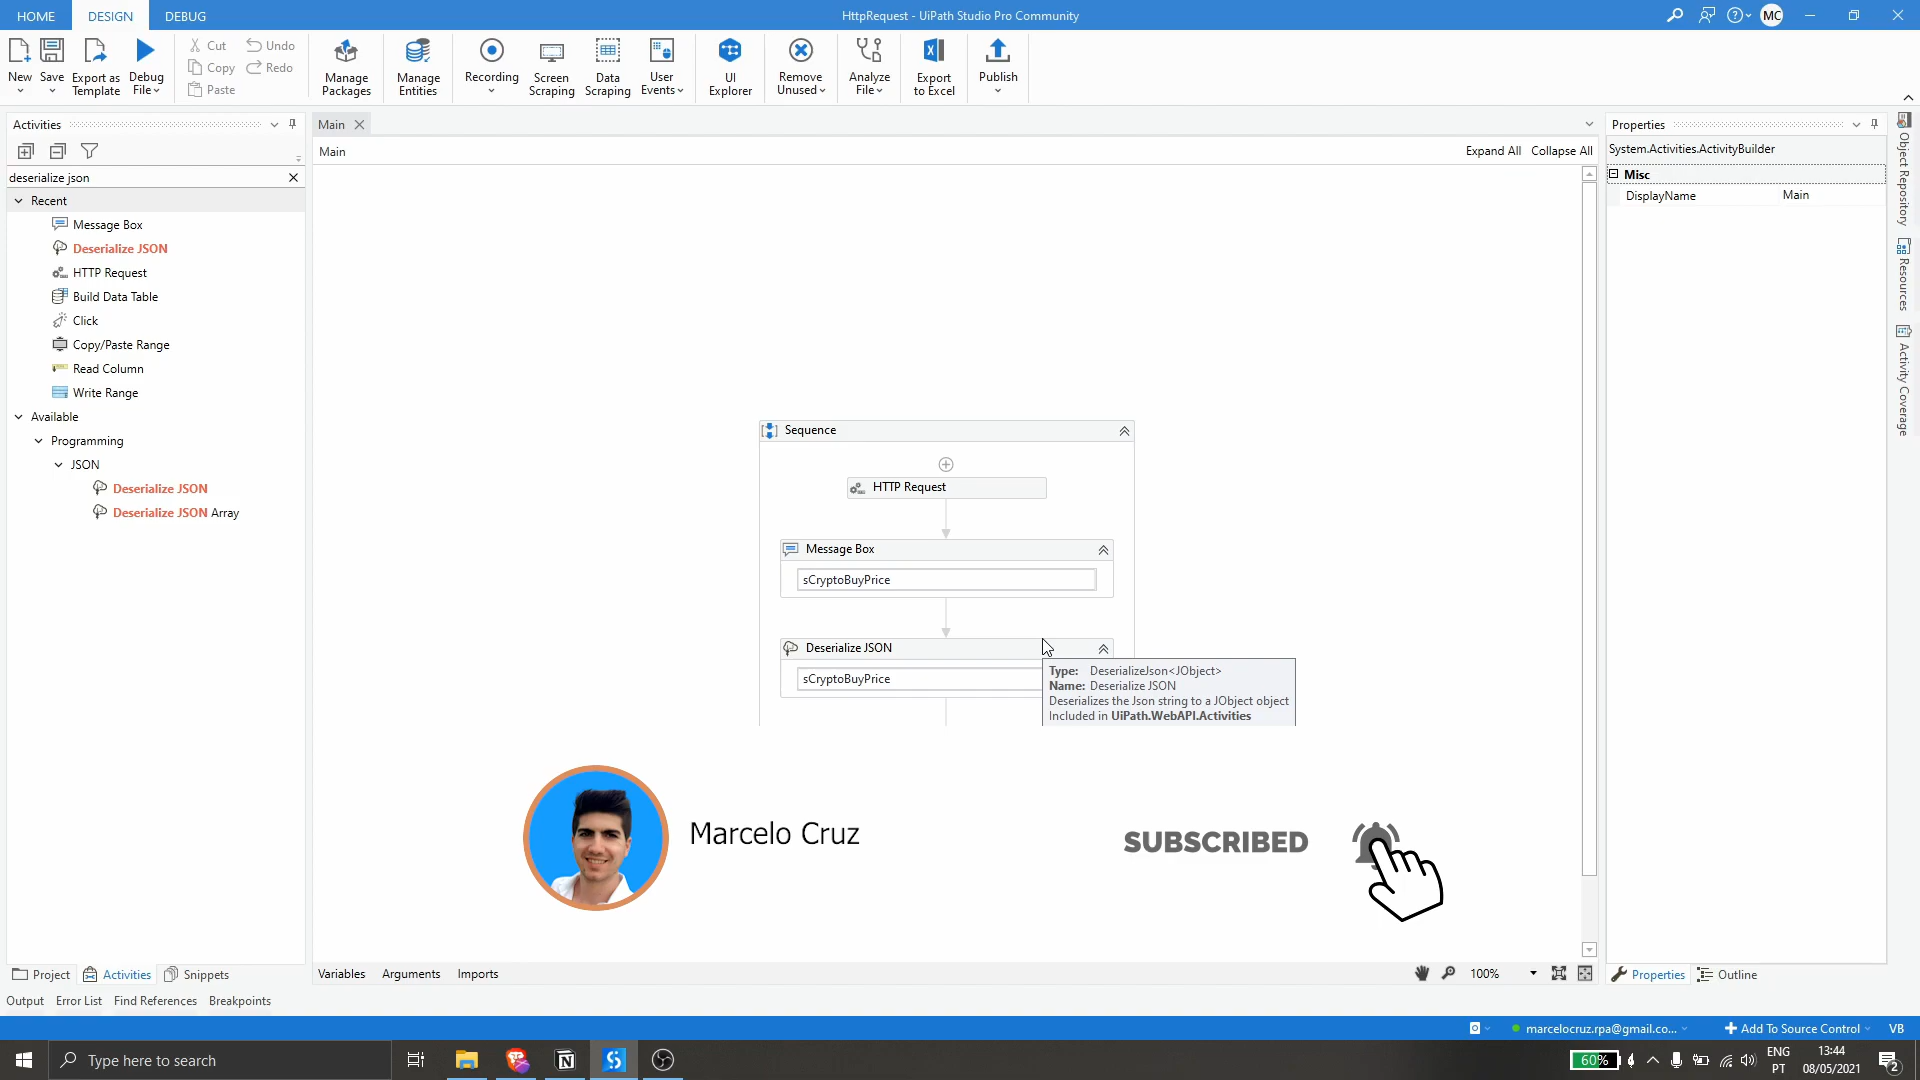 HOME
DESIGN
DEBUG
HttpRequest - UiPath Studio Pro Community
MC
New
Save
Export as Template
Debug File
Cut
Copy
Paste
Undo
Redo
Manage Packages
Manage Entities
Recording
Screen Scraping
Data Scraping
User Events
UI Explorer
Remove Unused
Analyze File
Export to Excel
Publish
Activities
deserialize json
Recent
Message Box
Deserialize JSON
HTTP Request
Build Data Table
Click
Copy/Paste Range
Read Column
Write Range
Available
Programming
JSON
Deserialize JSON
Deserialize JSON Array
Project
Activities
Snippets
Main
Main
Expand All
Collapse All
Sequence
HTTP Request
Message Box
sCryptoBuyPrice
Deserialize JSON
sCryptoBuyPrice
Type: DeserializeJson<JObject>
Name: Deserialize JSON
Deserializes the Json string to a JObject object
Included in UiPath.WebAPI.Activities
Marcelo Cruz
SUBSCRIBED
Variables
Arguments
Imports
100%
Properties
System.Activities.ActivityBuilder
Misc
DisplayName
Main
Properties
Outline
Object Repository
Resources
Activity Coverage
Output
Error List
Find References
Breakpoints
marcelocruz.rpa@gmail.co...
Add To Source Control
VB
Type here to search
60%
ENG
PT
13:44
08/05/2021
2